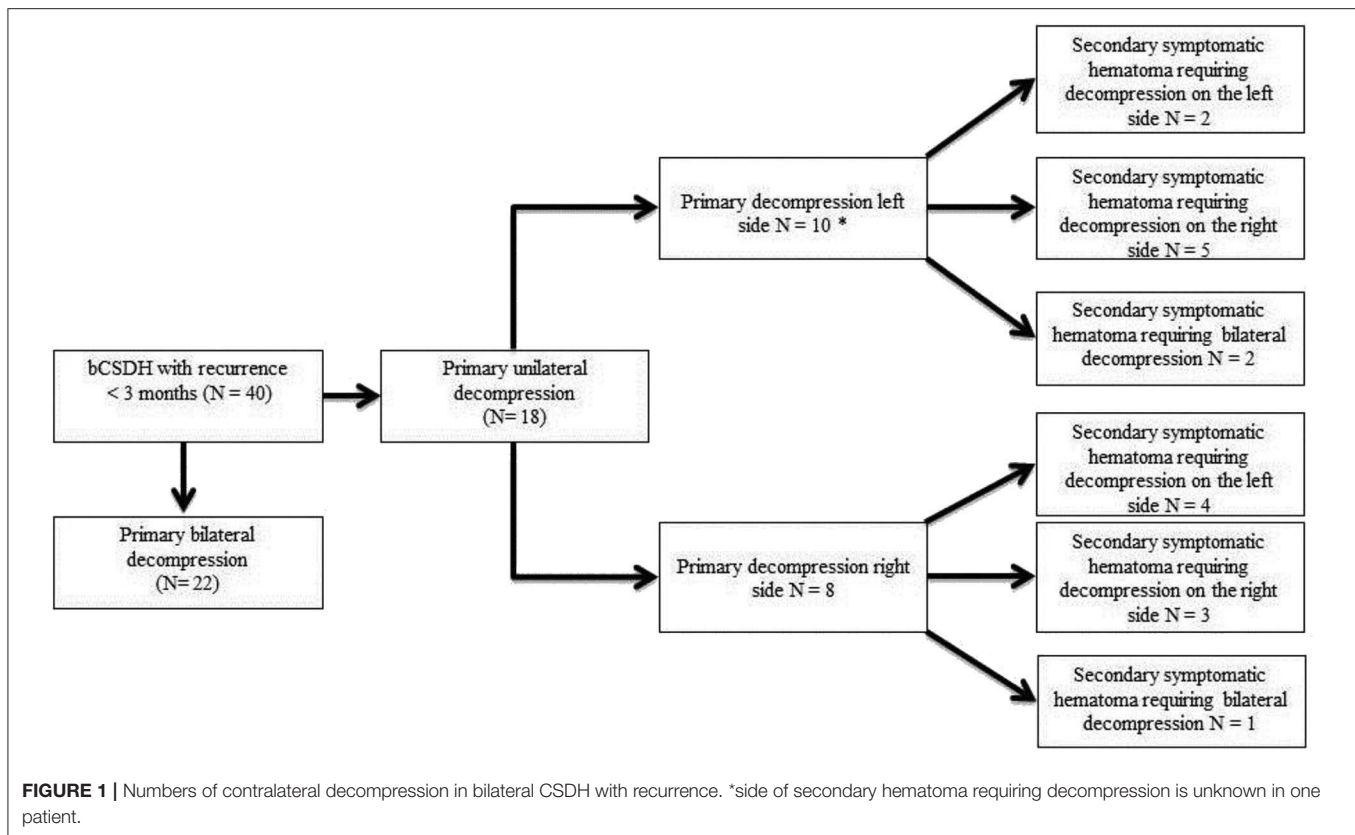 bCSDH with recurrence
< 3 months (N = 40)
Primary bilateral
decompression
(N= 22)
Primary unilateral
decompression
(N= 18)
Primary decompression left
side N = 10 *
Secondary symptomatic
hematoma requiring
decompression on the left
side N = 2
Secondary symptomatic
hematoma requiring
decompression on the right
side N = 5
Secondary symptomatic
hematoma requiring bilateral
decompression N = 2
Primary decompression right
side N = 8
Secondary symptomatic
hematoma requiring
decompression on the left
side N = 4
Secondary symptomatic
hematoma requiring
decompression on the right
side N = 3
Secondary symptomatic
hematoma requiring bilateral
decompression N = 1
FIGURE 1 | Numbers of contralateral decompression in bilateral CSDH with recurrence. *side of secondary hematoma requiring decompression is unknown in one
patient.